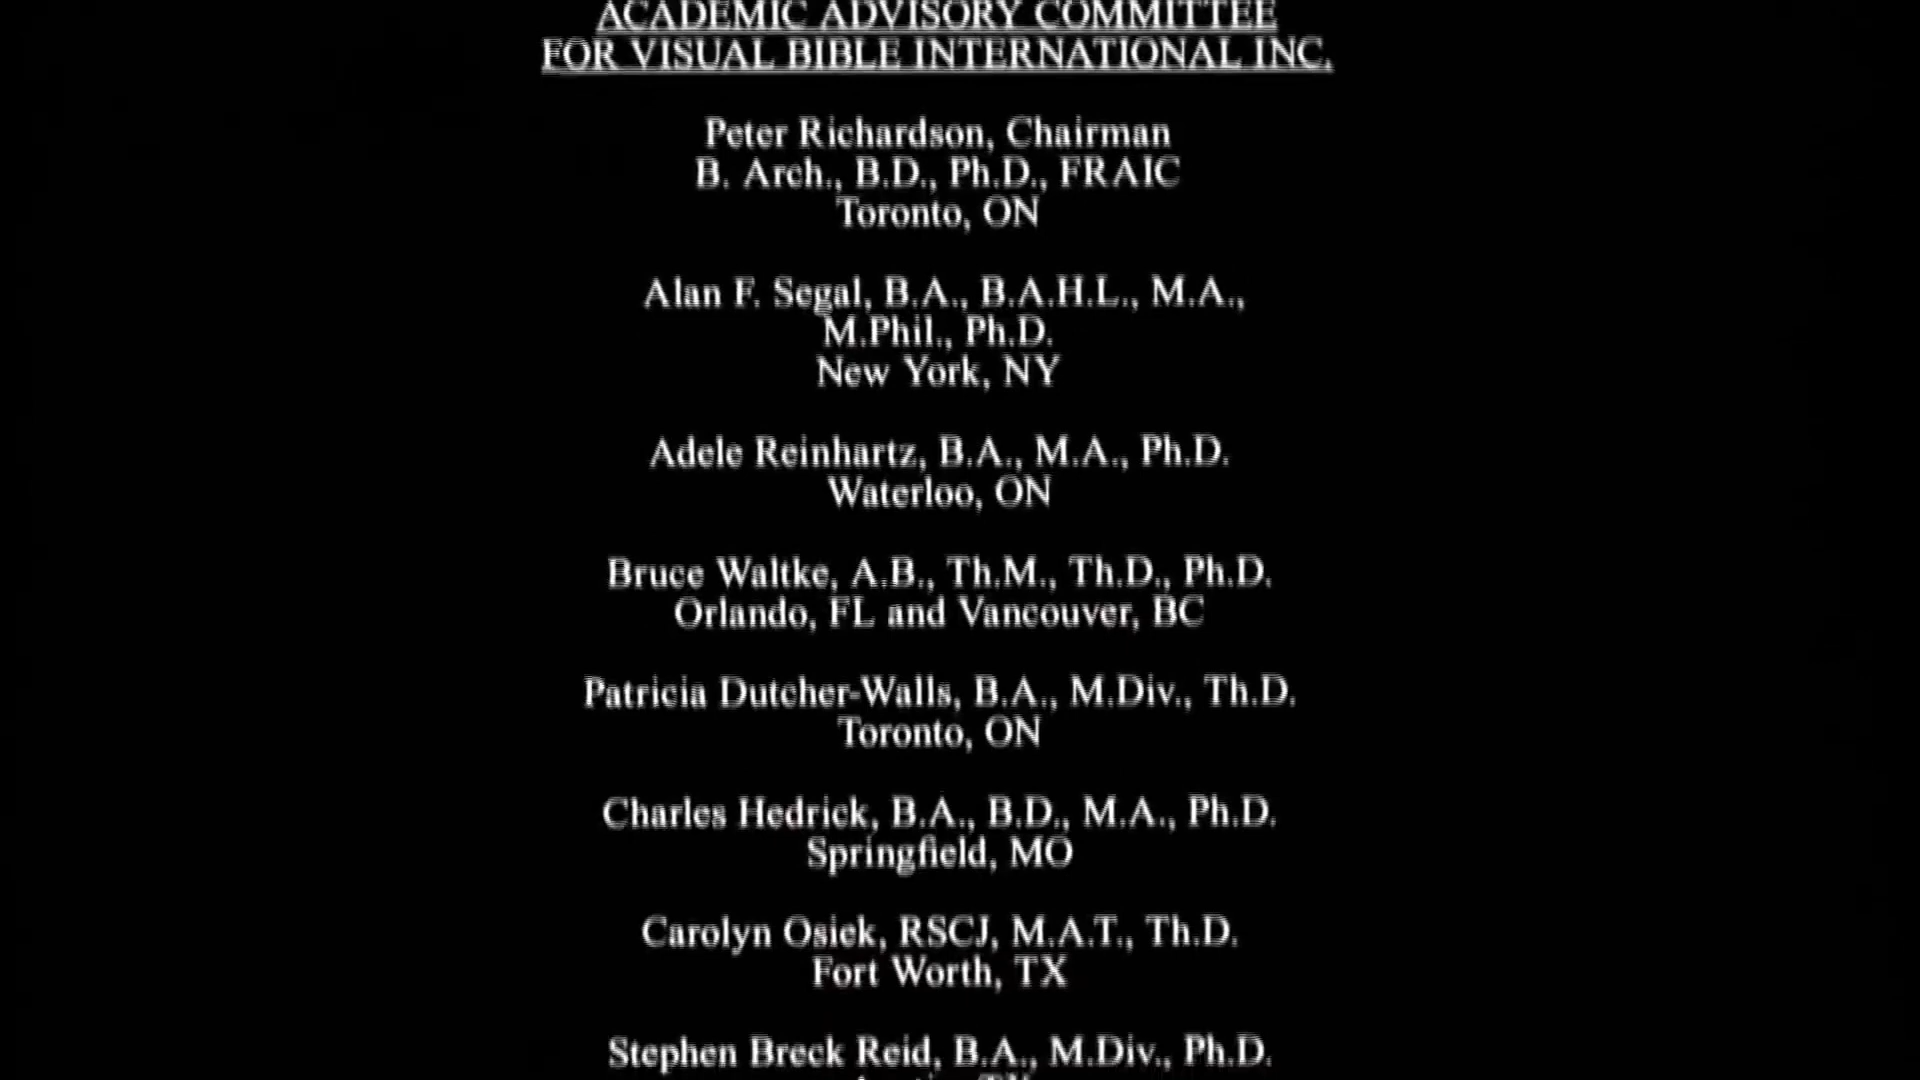 ACADEMIC ADVISORY COMMITTEE
FOR VISUAL BIBLE INTERNATIONAL INC.
Peter Richardson, Chairman
B. Arch., B.D., Ph.D., FRAIC
Toronto, ON
Alan F. Segal, B.A., B.A.H.L., M.A.,
M.Phil., Ph.D.
New York, NY
Adele Reinhartz, B.A., M.A., Ph.D.
Waterloo, ON
Bruce Waltke, A.B., Th.M., Th.D., Ph.D.
Orlando, FL and Vancouver, BC
Patricia Dutcher-Walls, B.A., M.Div., Th.D.
Toronto, ON
Charles Hedrick, B.A., B.D., M.A., Ph.D.
Springfield, MO
Carolyn Osiek, RSCJ, M.A.T., Th.D.
Fort Worth, TX
Stephen Breck Reid, B.A., M.Div., Ph.D.